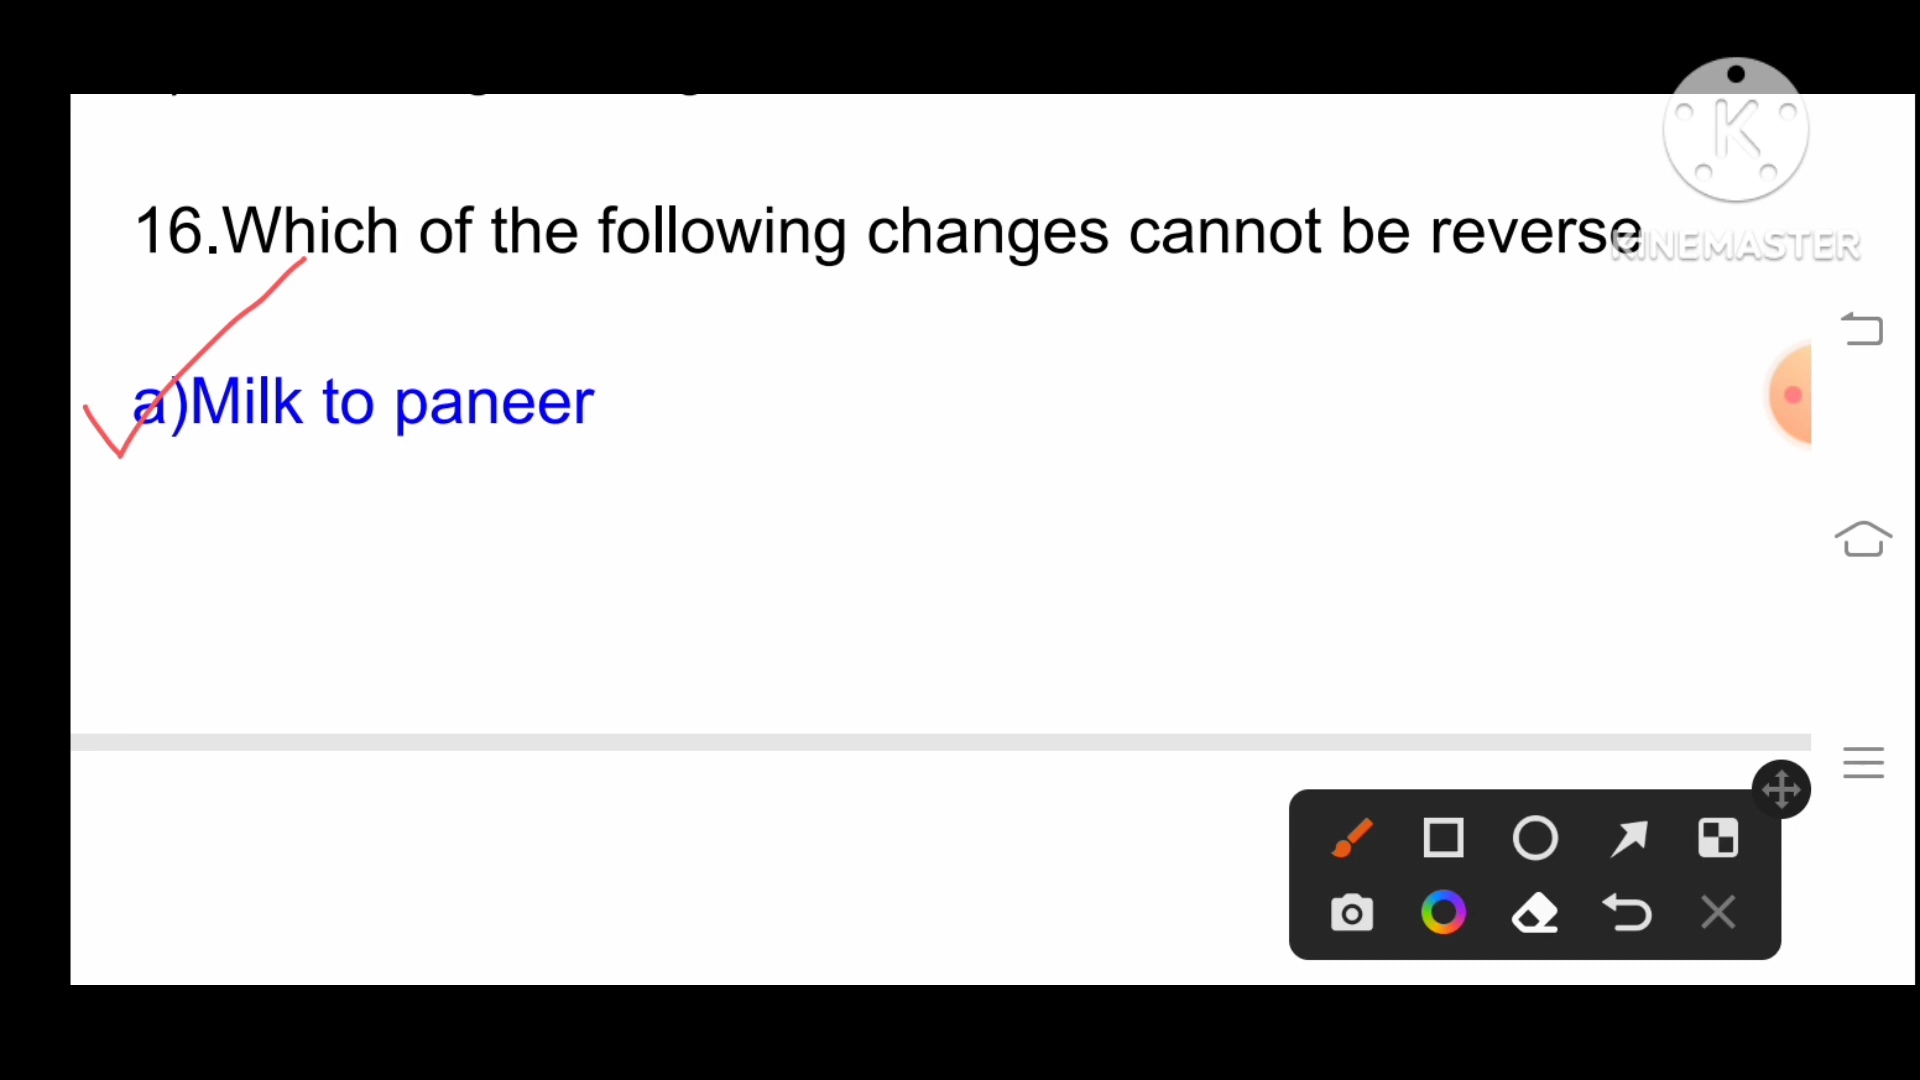 16.Which of the following changes cannot be reverse
KINEMASTER
a)Milk to paneer